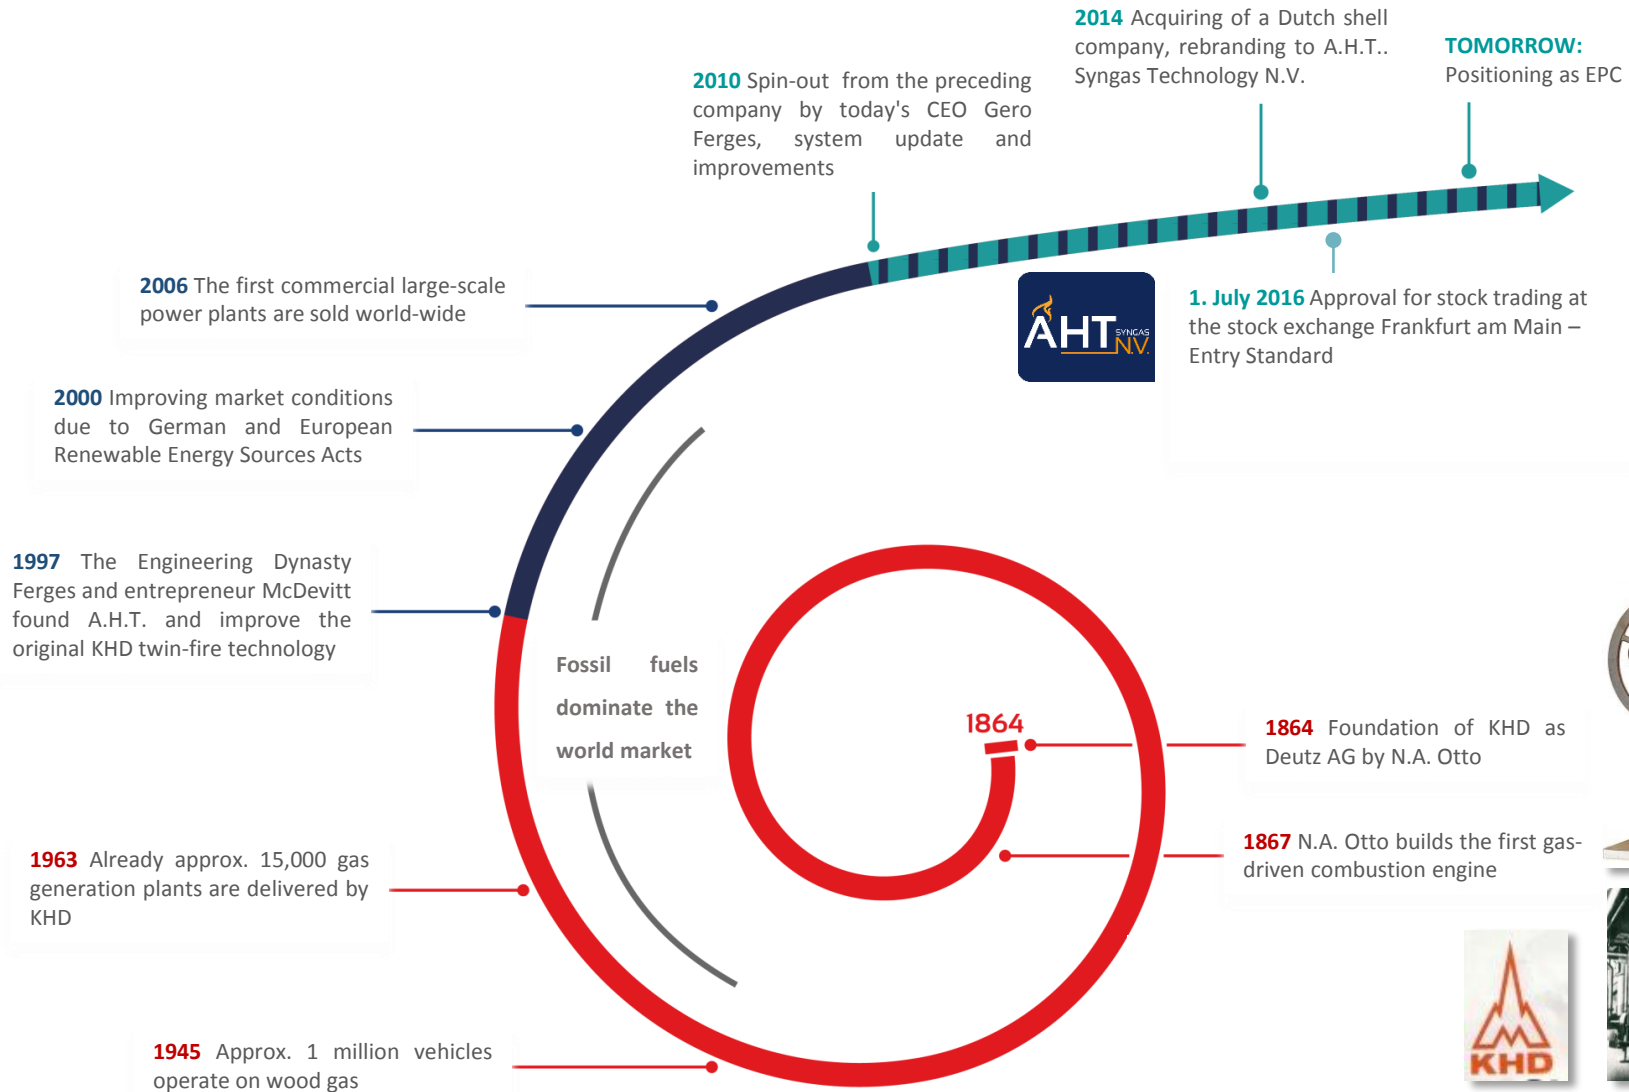 2014 Acquiring of a Dutch shell
company, rebranding to A.H.T..
Syngas Technology N.V.
TOMORROW:
Positioning as EPC
2010 Spin-out from the preceding
company by today's CEO Gero
Ferges, system update and
improvements
2006 The first commercial large-scale
power plants are sold world-wide
AHT SYNGAS
N.V.
1. July 2016 Approval for stock trading at
the stock exchange Frankfurt am Main –
Entry Standard
2000 Improving market conditions
due to German and European
Renewable Energy Sources Acts
1997 The Engineering Dynasty
Ferges and entrepreneur McDevitt
found A.H.T. and improve the
original KHD twin-fire technology
Fossil fuels
dominate the
world market
1864
1864 Foundation of KHD as
Deutz AG by N.A. Otto
1867 N.A. Otto builds the first gas-
driven combustion engine
1963 Already approx. 15,000 gas
generation plants are delivered by
KHD
1945 Approx. 1 million vehicles
operate on wood gas
KHD